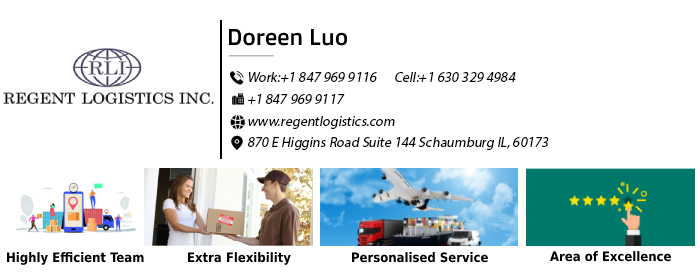 RLI
REGENT LOGISTICS INC.
Doreen Luo
Work:+1 847 969 9116 Cell:+1 630 329 4984
+1 847 969 9117
www.regentlogistics.com
870 E Higgins Road Suite 144 Schaumburg IL, 60173
Highly Efficient Team
Extra Flexibility
Personalised Service
Area of Excellence